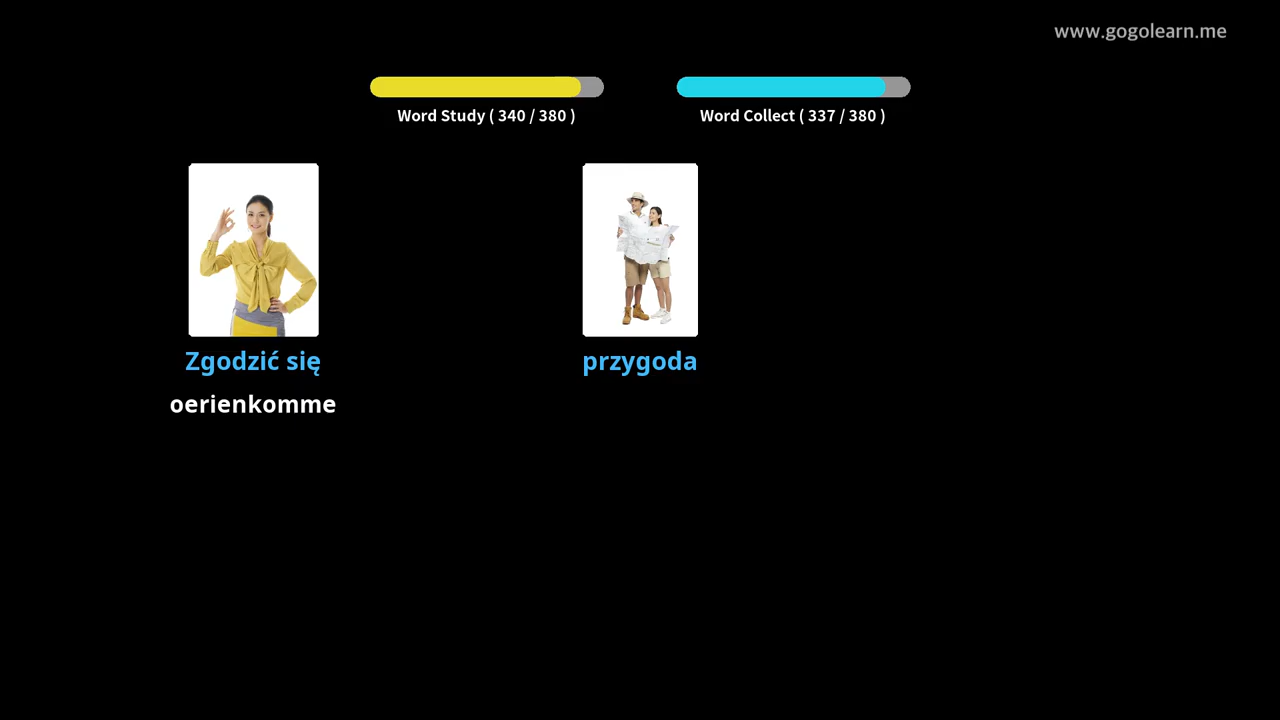 www.gogolearn.me
Word Study ( 340 / 380 )
Word Collect ( 337 / 380 )
Zgodzić się
oerienkomme
przygoda